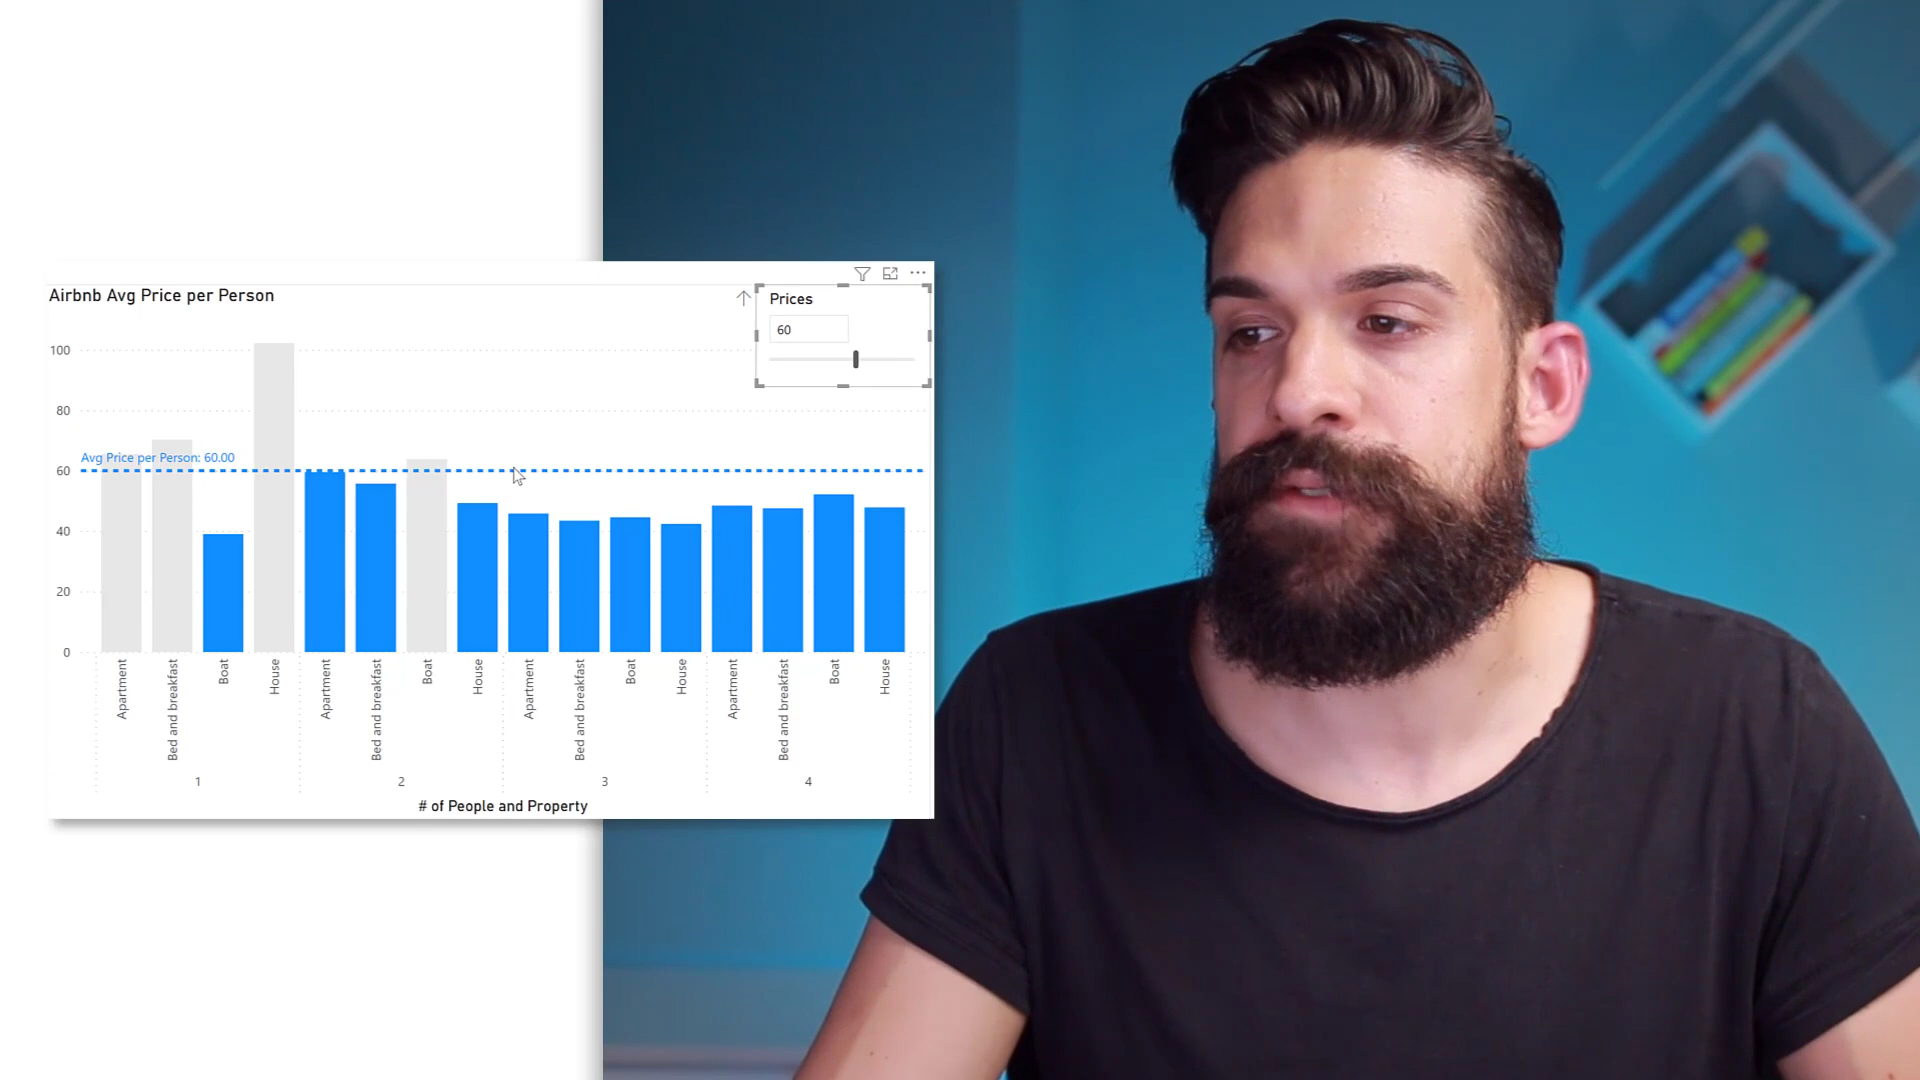 Airbnb Avg Price per Person
Prices
60
100
80
Avg Price per Person: 60.00
60
40
20
0
Apartment
Bed and breakfast
Boat
House
Apartment
Bed and breakfast
Boat
House
Apartment
Bed and breakfast
Boat
House
Apartment
Bed and breakfast
Boat
House
1
2
3
4
# of People and Property